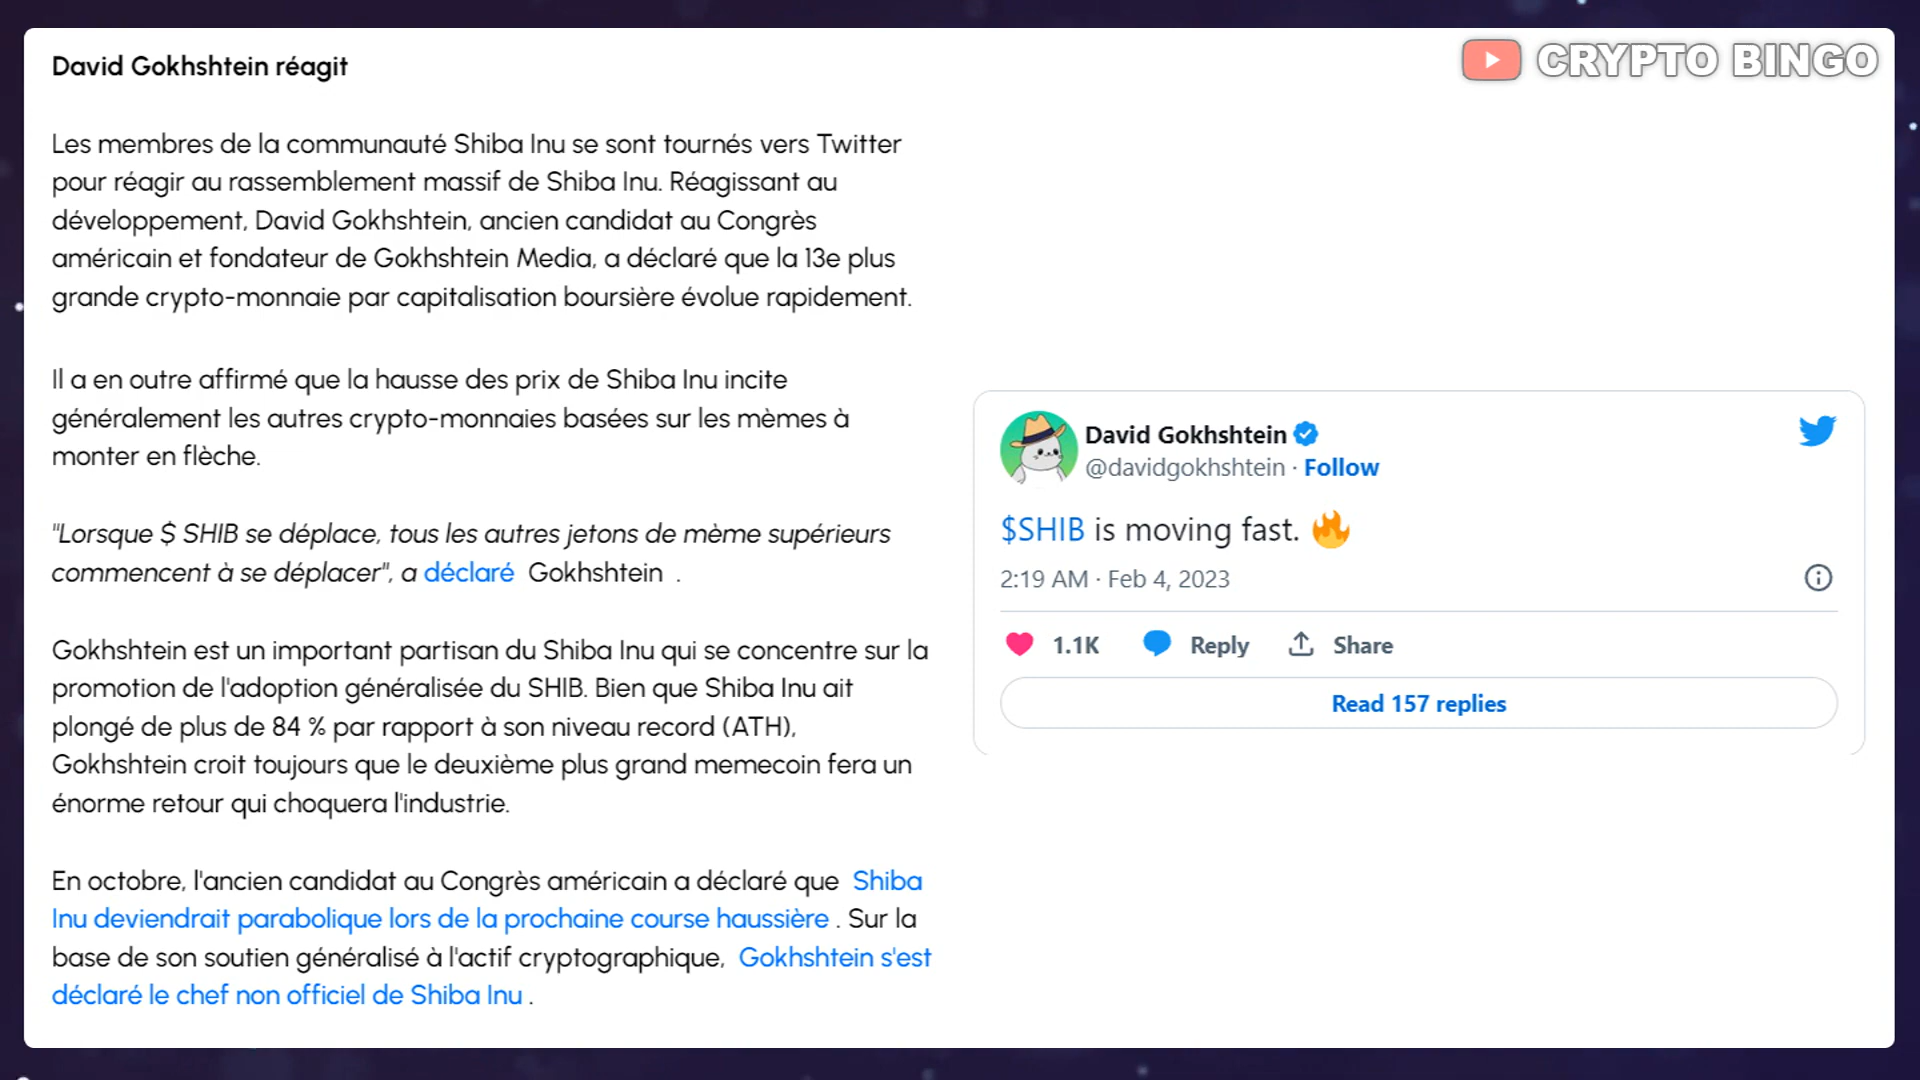 David Gokhshtein réagit
CRYPTO BINGO
Les membres de la communauté Shiba Inu se sont tournés vers Twitter
pour réagir au rassemblement massif de Shiba Inu. Réagissant au
développement, David Gokhshtein, ancien candidat au Congrès
américain et fondateur de Gokhshtein Media, a déclaré que la 13e plus
grande crypto-monnaie par capitalisation boursière évolue rapidement.
Il a en outre affirmé que la hausse des prix de Shiba Inu incite
généralement les autres crypto-monnaies basées sur les mèmes à
monter en flèche.
"Lorsque $ SHIB se déplace, tous les autres jetons de mème supérieurs
commencent à se déplacer", a déclaré Gokhshtein .
Gokhshtein est un important partisan du Shiba Inu qui se concentre sur la
promotion de l'adoption généralisée du SHIB. Bien que Shiba Inu ait
plongé de plus de 84 % par rapport à son niveau record (ATH),
Gokhshtein croit toujours que le deuxième plus grand memecoin fera un
énorme retour qui choquera l'industrie.
En octobre, l'ancien candidat au Congrès américain a déclaré que Shiba
Inu deviendrait parabolique lors de la prochaine course haussière . Sur la
base de son soutien généralisé à l'actif cryptographique, Gokhshtein s'est
déclaré le chef non officiel de Shiba Inu .
David Gokhshtein
@davidgokhshtein · Follow
$SHIB is moving fast. 🔥
2:19 AM · Feb 4, 2023
1.1K Reply Share
Read 157 replies